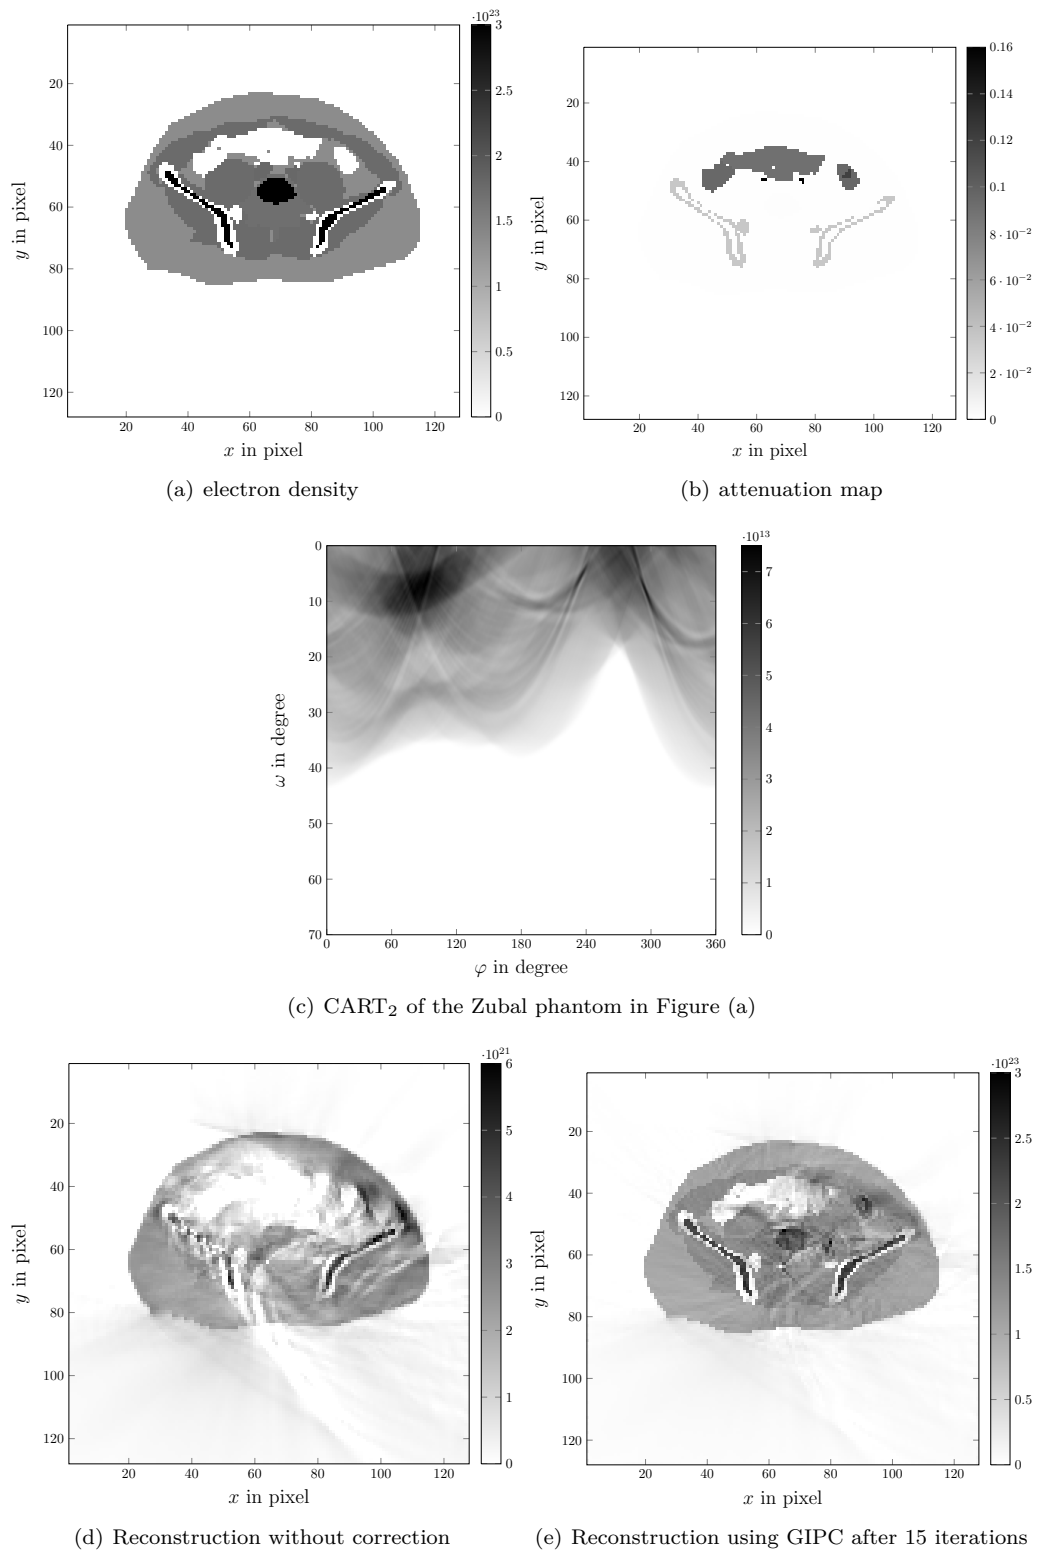 ·10²³
3
2.5
2
1.5
1
0.5
0
20
40
60
80
100
120
20 40 60 80 100 120
y in pixel
x in pixel
(a) electron density
0.16
0.14
0.12
0.1
8 · 10⁻²
6 · 10⁻²
4 · 10⁻²
2 · 10⁻²
0
20
40
60
80
100
120
20 40 60 80 100 120
y in pixel
x in pixel
(b) attenuation map
·10¹³
7
6
5
4
3
2
1
0
0
10
20
30
40
50
60
70
0 60 120 180 240 300 360
ω in degree
φ in degree
(c) CART₂ of the Zubal phantom in Figure (a)
·10²¹
6
5
4
3
2
1
0
20
40
60
80
100
120
20 40 60 80 100 120
y in pixel
x in pixel
(d) Reconstruction without correction
·10²³
3
2.5
2
1.5
1
0.5
0
20
40
60
80
100
120
20 40 60 80 100 120
y in pixel
x in pixel
(e) Reconstruction using GIPC after 15 iterations